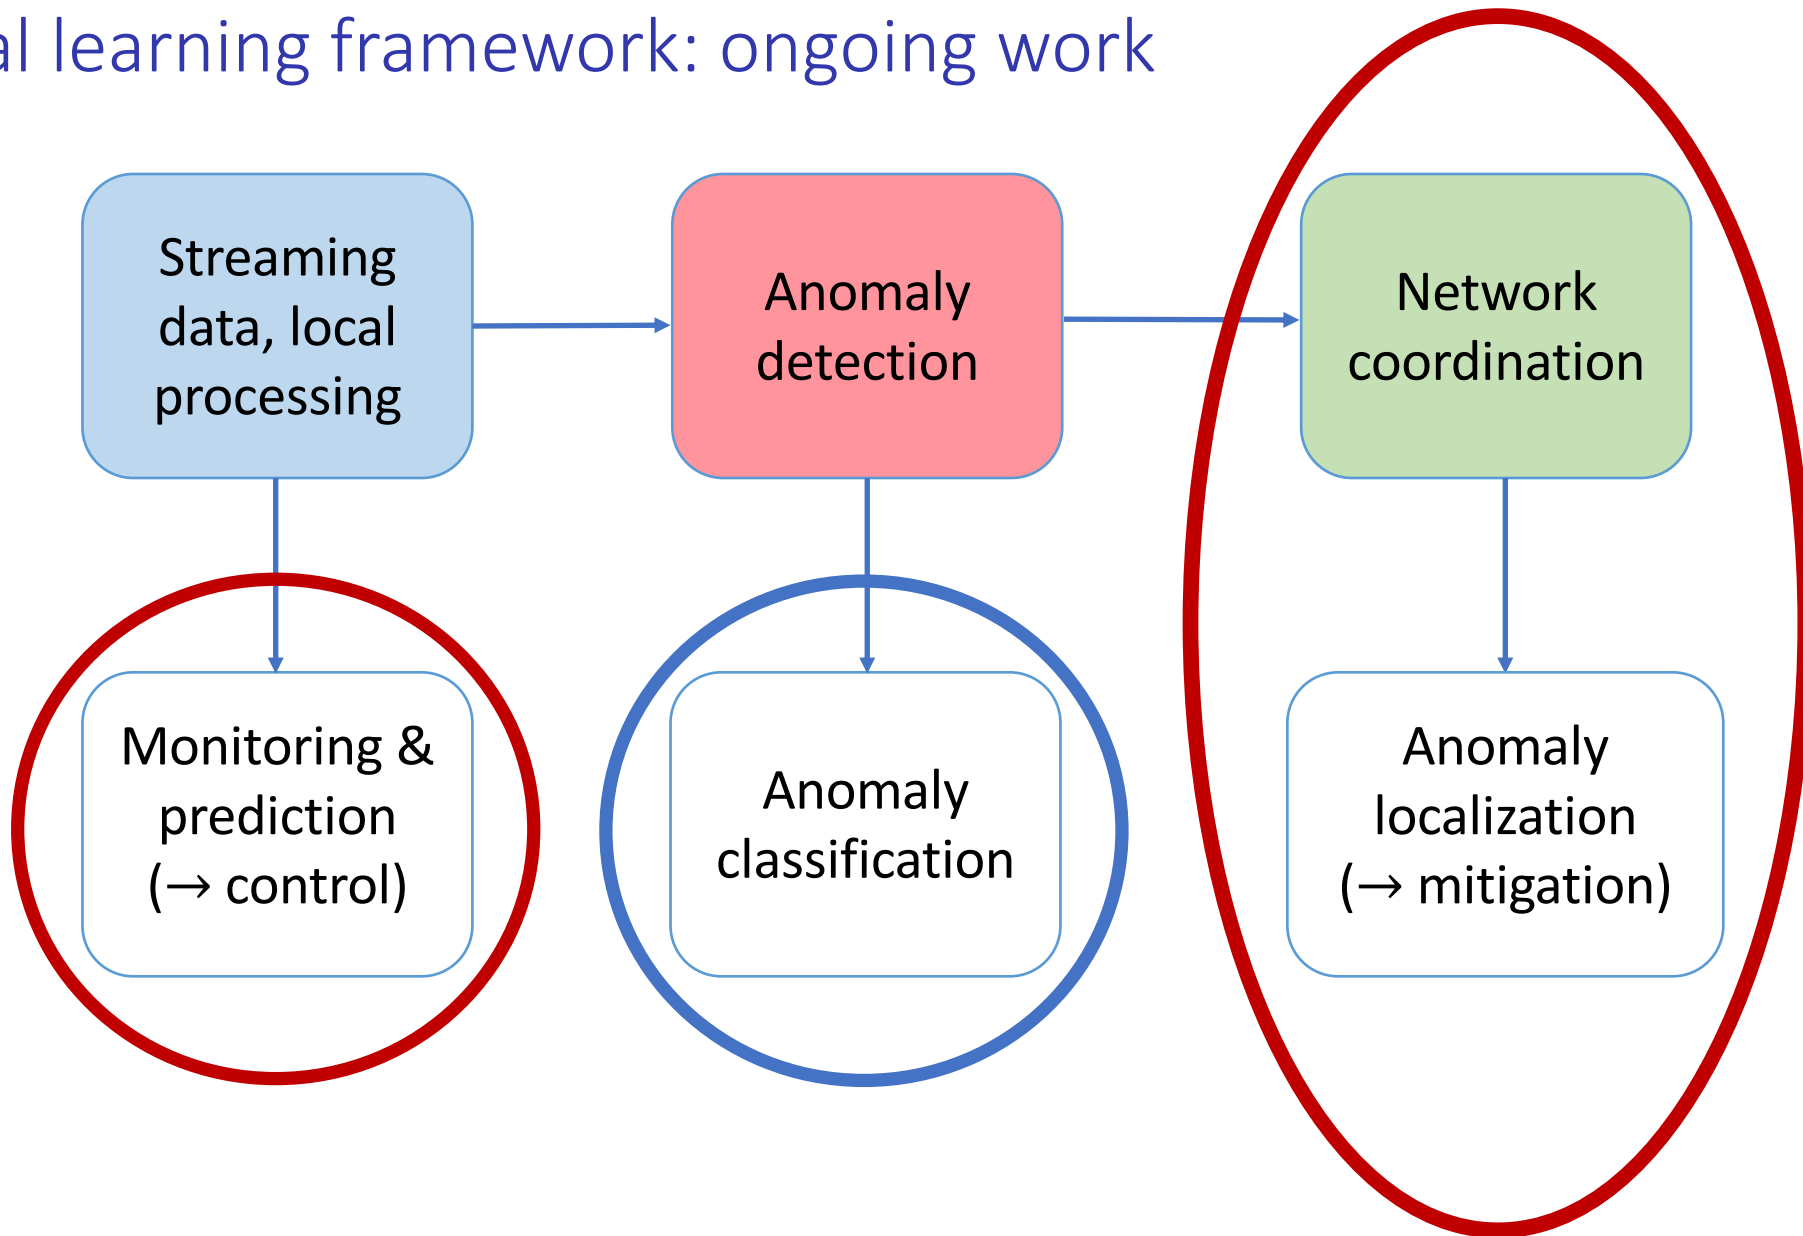 al learning framework: ongoing work
Streaming
data, local
processing
Anomaly
detection
Network
coordination
Monitoring &
prediction
(→ control)
Anomaly
classification
Anomaly
localization
(→ mitigation)